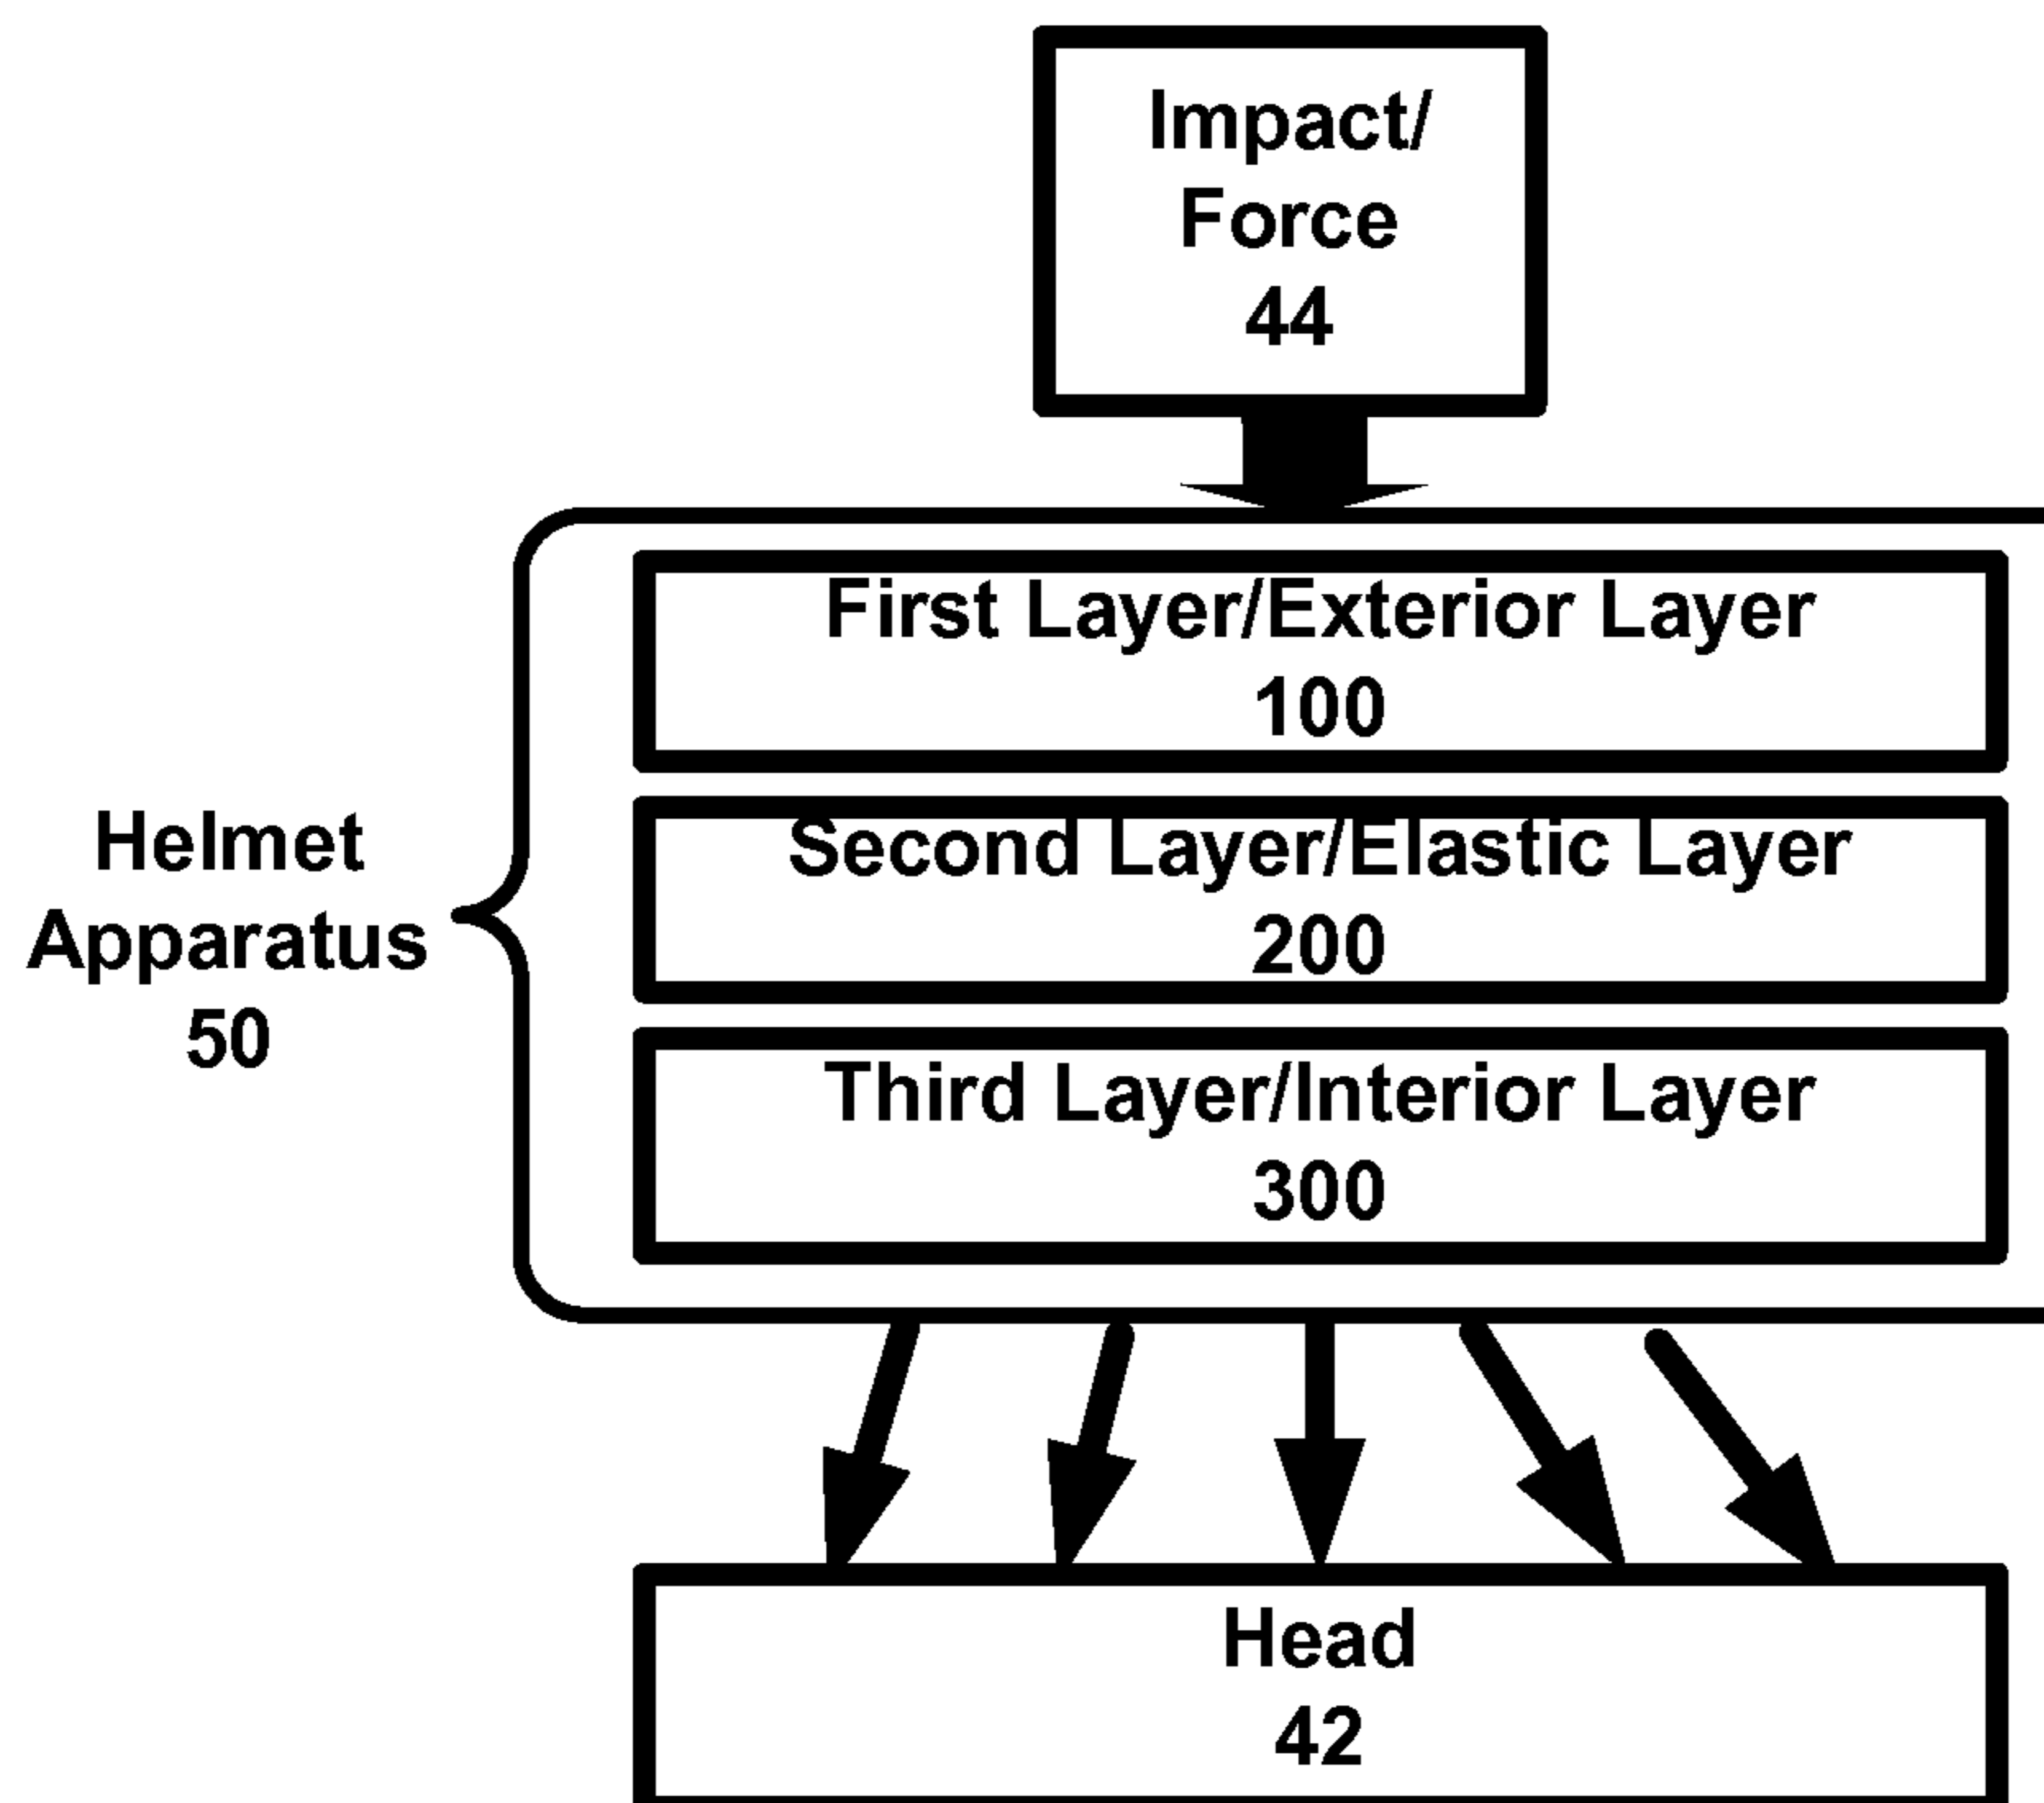 Impact/
Force
44
First Layer/Exterior Layer
100
Second Layer/Elastic Layer
200
Helmet
Apparatus
50
Third Layer/Interior Layer
300
Head
42